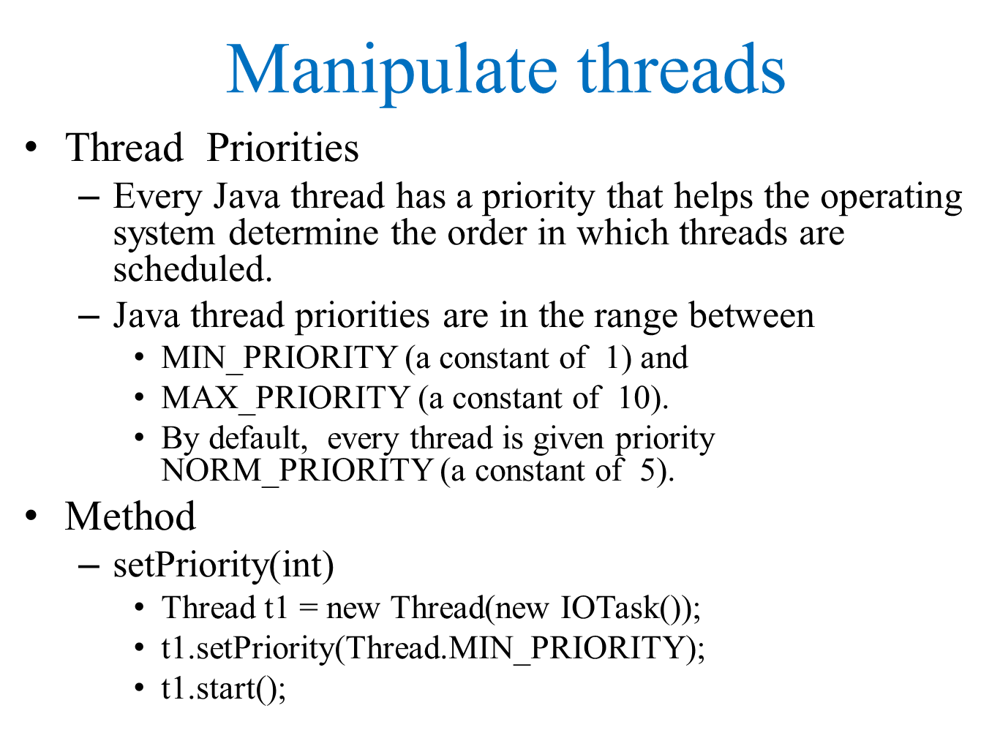 Manipulate threads
• Thread  Priorities
– Every Java thread has a priority that helps the operating
system determine the order in which threads are
scheduled.
– Java thread priorities are in the range between
• MIN_PRIORITY (a constant of  1) and
• MAX_PRIORITY (a constant of  10).
• By default,  every thread is given priority
NORM_PRIORITY (a constant of  5).
• Method
– setPriority(int)
• Thread t1 = new Thread(new IOTask());
• t1.setPriority(Thread.MIN_PRIORITY);
• t1.start();